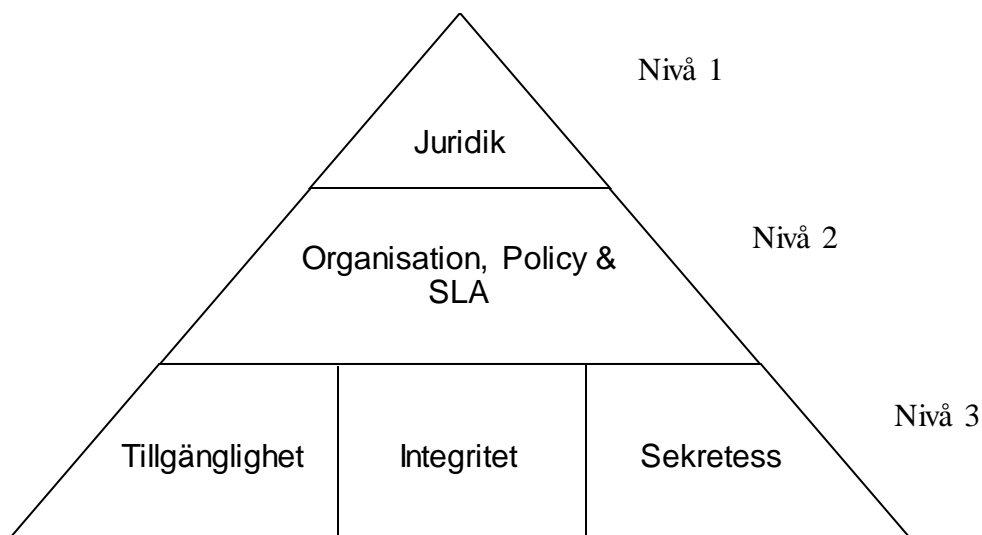 Nivå 1
Juridik
Nivå 2
Organisation, Policy &
SLA
Nivå 3
Tillgänglighet
Integritet
Sekretess